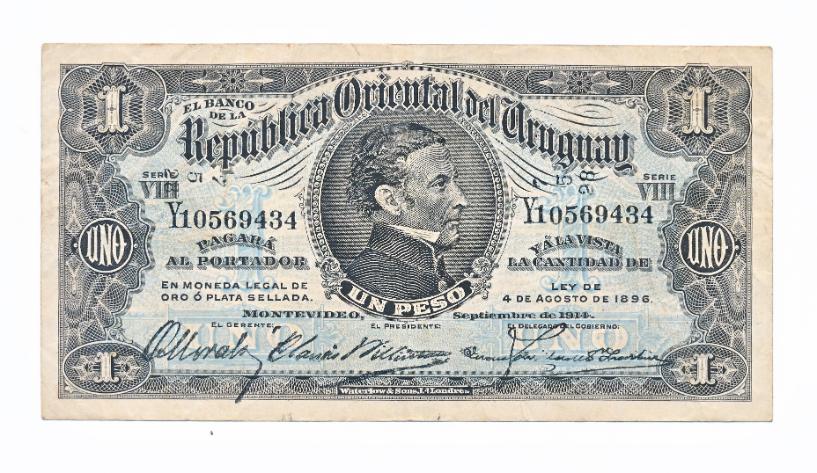 1
1
EL BANCO
DE LA
República Oriental del Uruguay
SERIE
VIII
SERIE
VIII
Y10569434
Y10569434
UNO
UNO
PAGARÁ
AL PORTADOR
Y Á LA VISTA
LA CANTIDAD DE
EN MONEDA LEGAL DE
ORO Ó PLATA SELLADA.
LEY DE
4 DE AGOSTO DE 1896.
UN PESO
MONTEVIDEO, Septiembre de 1914.
EL GERENTE:
EL PRESIDENTE:
EL DELEGADO DEL GOBIERNO:
UNO
UNO
1
1
Waterlow & Sons, Ld Londres.